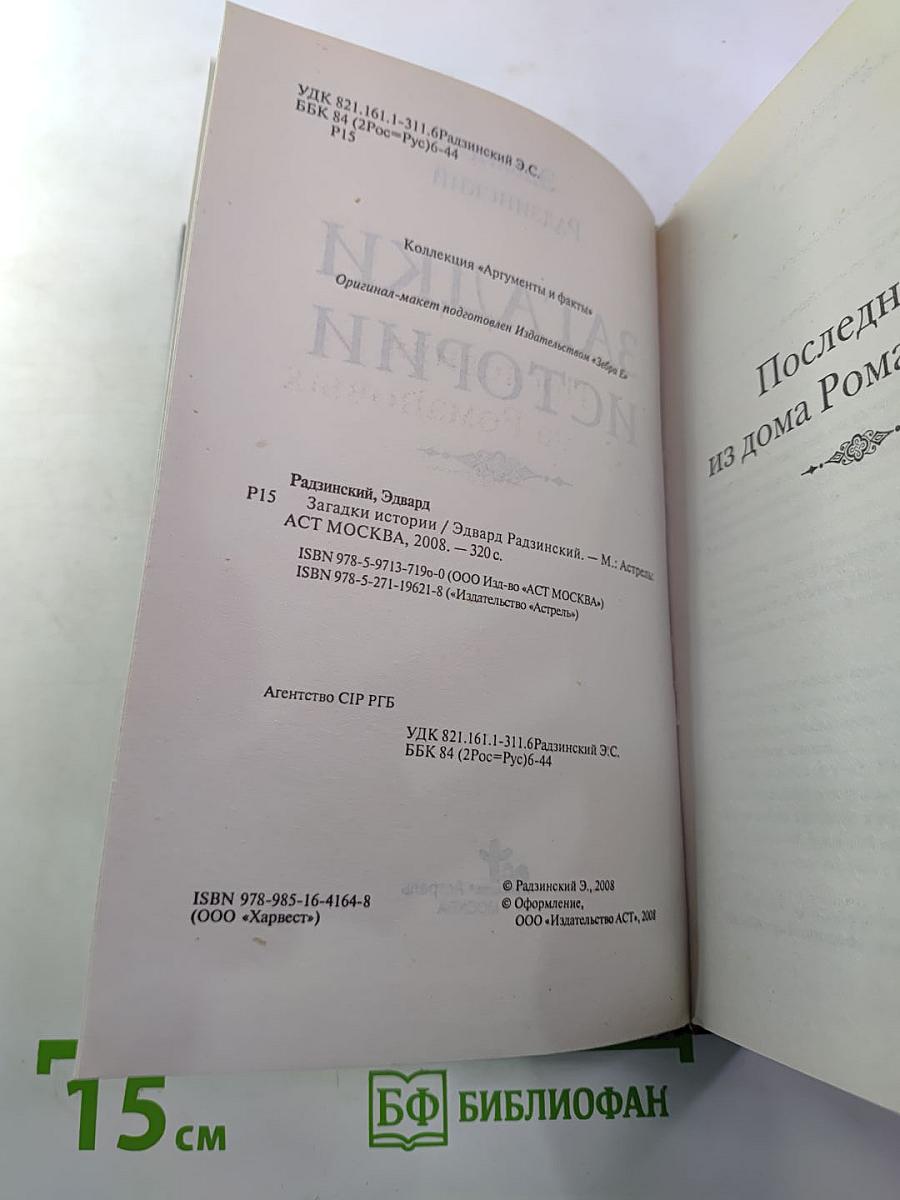 УДК 821.161.1-311.6Радзинский Э.С.
ББК 84 (2Рос=Рус)6-44
Р15
Коллекция «Аргументы и факты»
Оригинал-макет подготовлен Издательством «Зебра Е»
Радзинский, Эдвард
Р15 Загадки истории / Эдвард Радзинский. — М.: Астрель:
АСТ МОСКВА, 2008. — 320 с.
ISBN 978-5-9713-719о-0 (ООО Изд-во «АСТ МОСКВА»)
ISBN 978-5-271-19621-8 («Издательство «Астрель»)
Агентство CIP РГБ
УДК 821.161.1-311.6Радзинский Э.С.
ББК 84 (2Рос=Рус)6-44
ISBN 978-985-16-4164-8
(ООО «Харвест»)
© Радзинский Э., 2008
© Оформление,
ООО «Издательство АСТ», 2008
Последн
из дома Рома
15 см
БФ БИБЛИОФАН